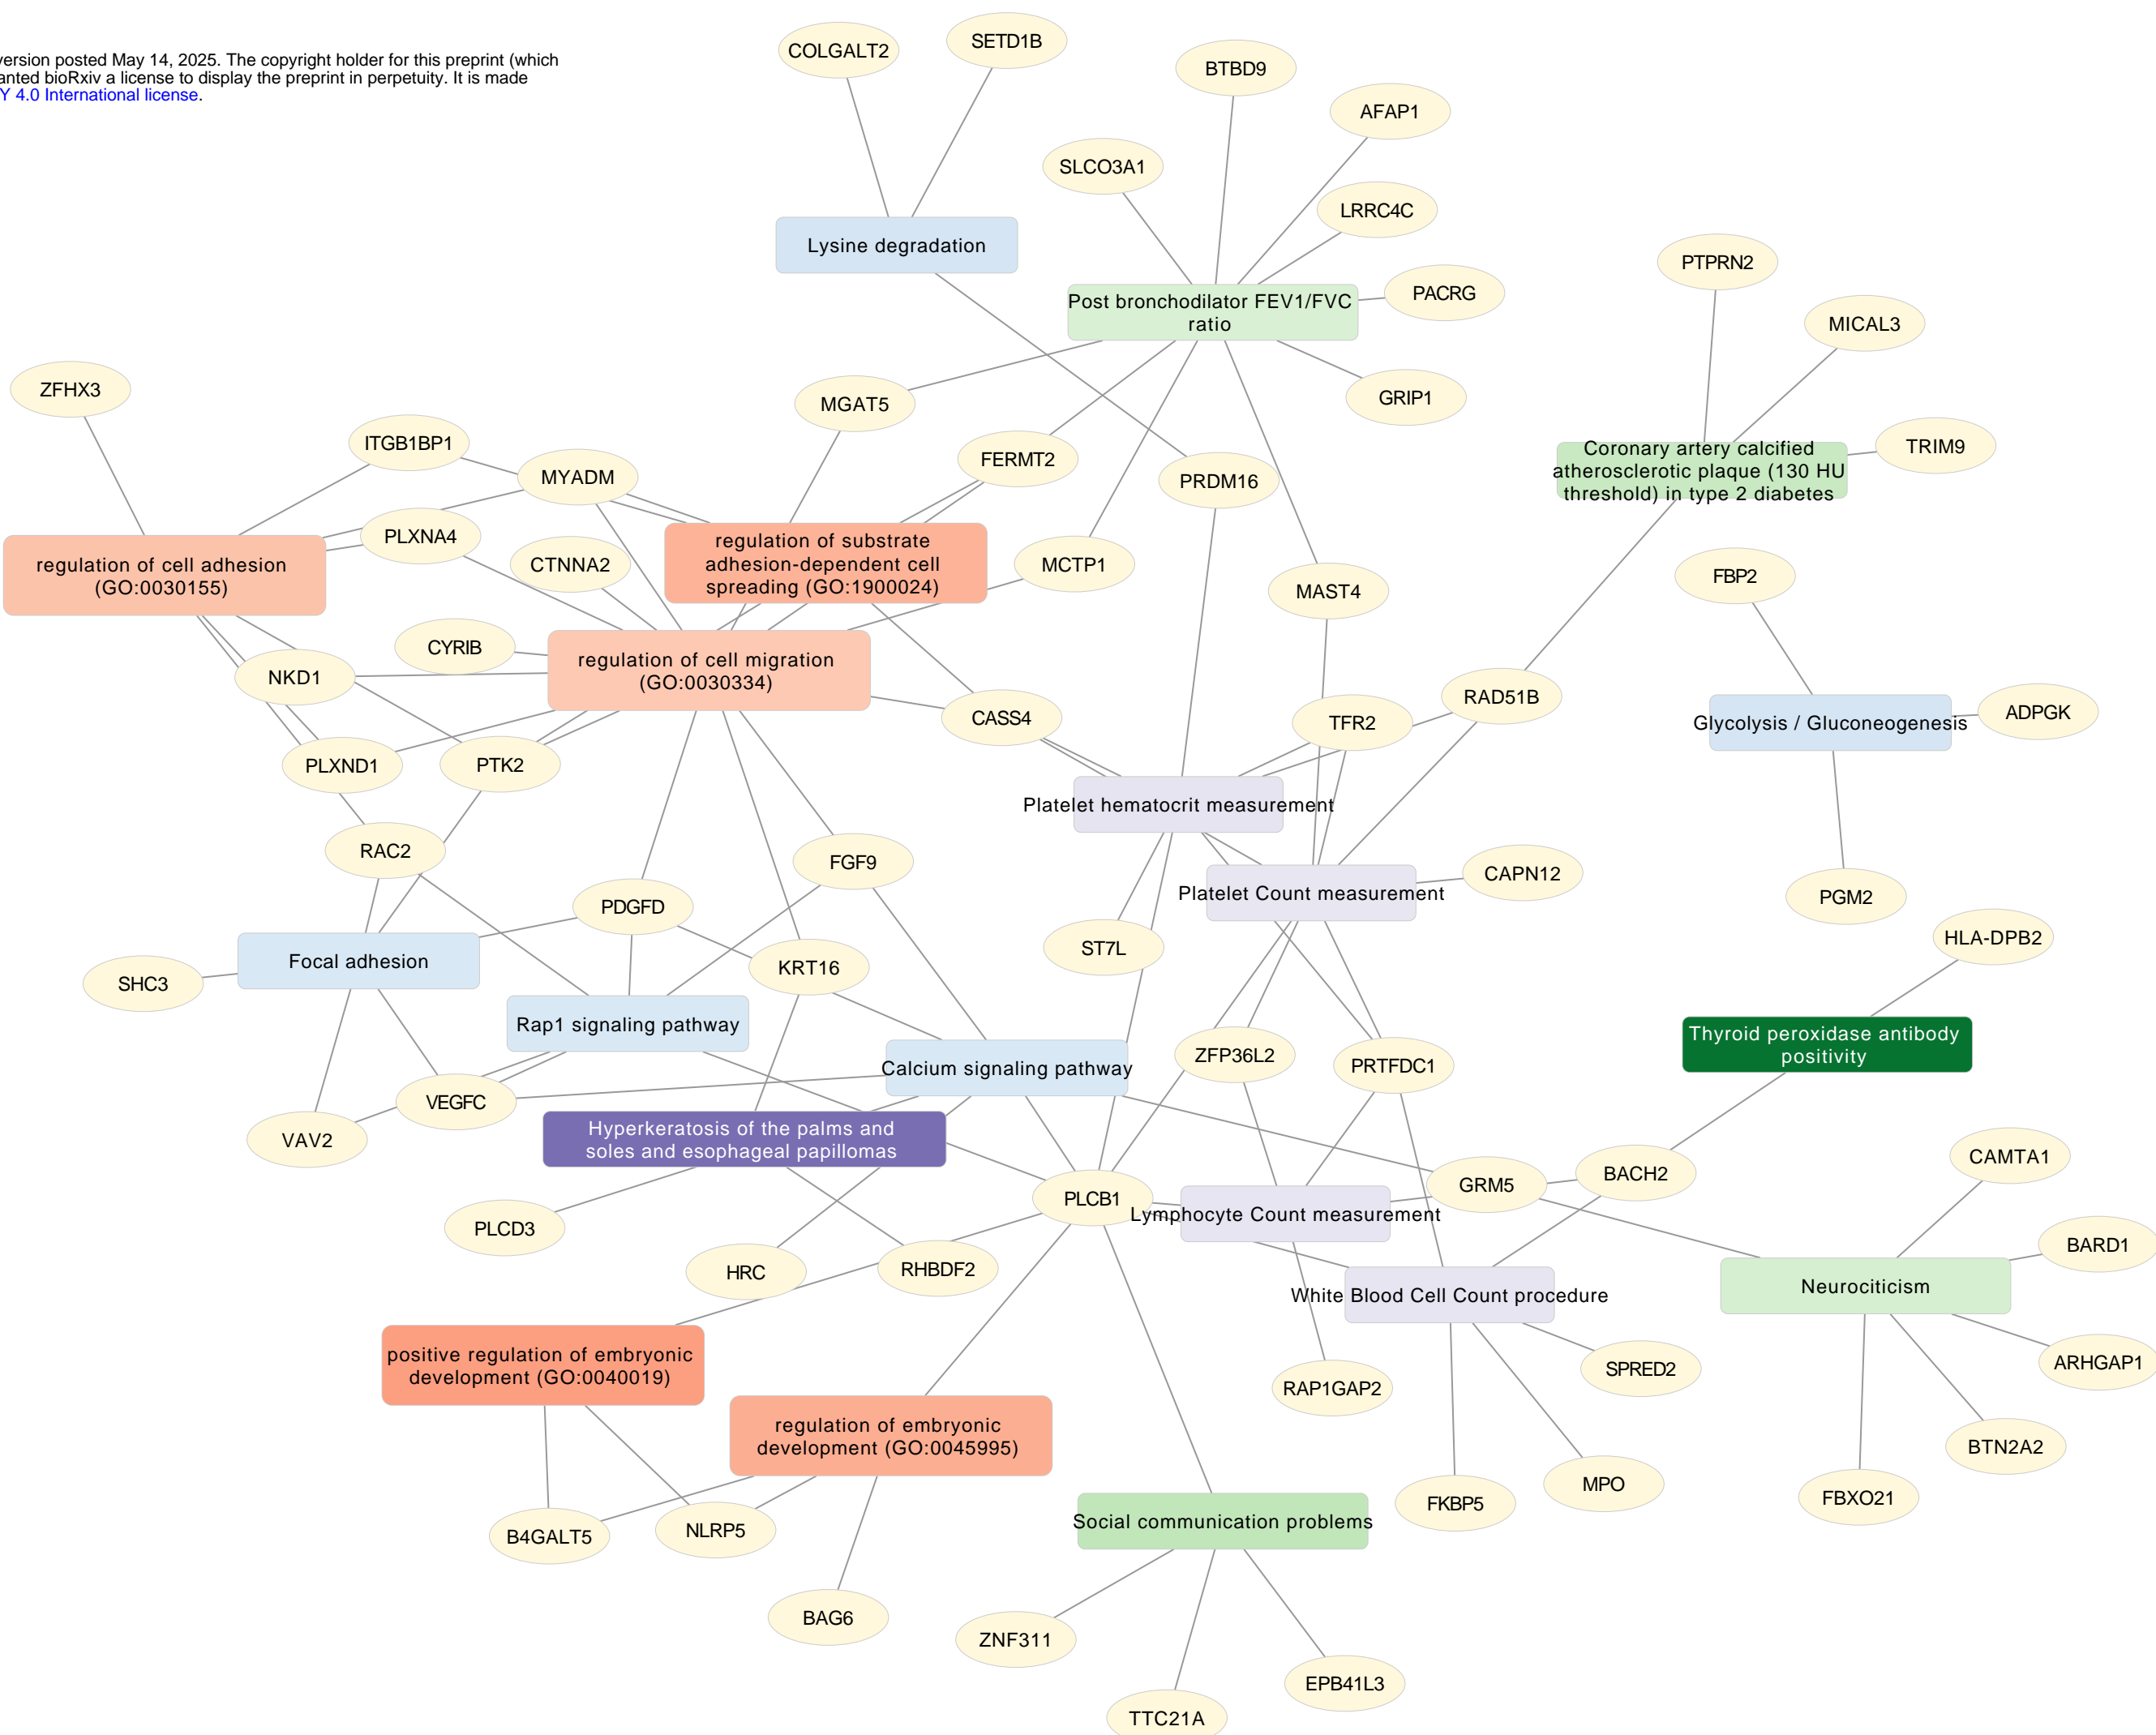 version posted May 14, 2025. The copyright holder for this preprint (which
anted bioRxiv a license to display the preprint in perpetuity. It is made
Y 4.0 International license.
COLGALT2
SETD1B
BTBD9
AFAP1
SLCO3A1
LRRC4C
Lysine degradation
PTPRN2
PACRG
Post bronchodilator FEV1/FVC
ratio
MICAL3
ZFHX3
MGAT5
GRIP1
ITGB1BP1
FERMT2
TRIM9
Coronary artery calcified
atherosclerotic plaque (130 HU
threshold) in type 2 diabetes
MYADM
PRDM16
PLXNA4
regulation of substrate
adhesion-dependent cell
spreading (GO:1900024)
regulation of cell adhesion
(GO:0030155)
CTNNA2
MCTP1
FBP2
MAST4
CYRIB
regulation of cell migration
(GO:0030334)
NKD1
RAD51B
CASS4
TFR2
ADPGK
Glycolysis / Gluconeogenesis
PLXND1
PTK2
Platelet hematocrit measurement
RAC2
FGF9
CAPN12
Platelet Count measurement
PGM2
PDGFD
HLA-DPB2
ST7L
Focal adhesion
KRT16
SHC3
Rap1 signaling pathway
Thyroid peroxidase antibody
positivity
ZFP36L2
PRTFDC1
Calcium signaling pathway
VEGFC
VAV2
Hyperkeratosis of the palms and
soles and esophageal papillomas
CAMTA1
BACH2
GRM5
PLCB1
Lymphocyte Count measurement
PLCD3
BARD1
HRC
RHBDF2
Neurociticism
White Blood Cell Count procedure
positive regulation of embryonic
development (GO:0040019)
ARHGAP1
SPRED2
RAP1GAP2
regulation of embryonic
development (GO:0045995)
BTN2A2
MPO
FBXO21
FKBP5
Social communication problems
NLRP5
B4GALT5
BAG6
ZNF311
EPB41L3
TTC21A